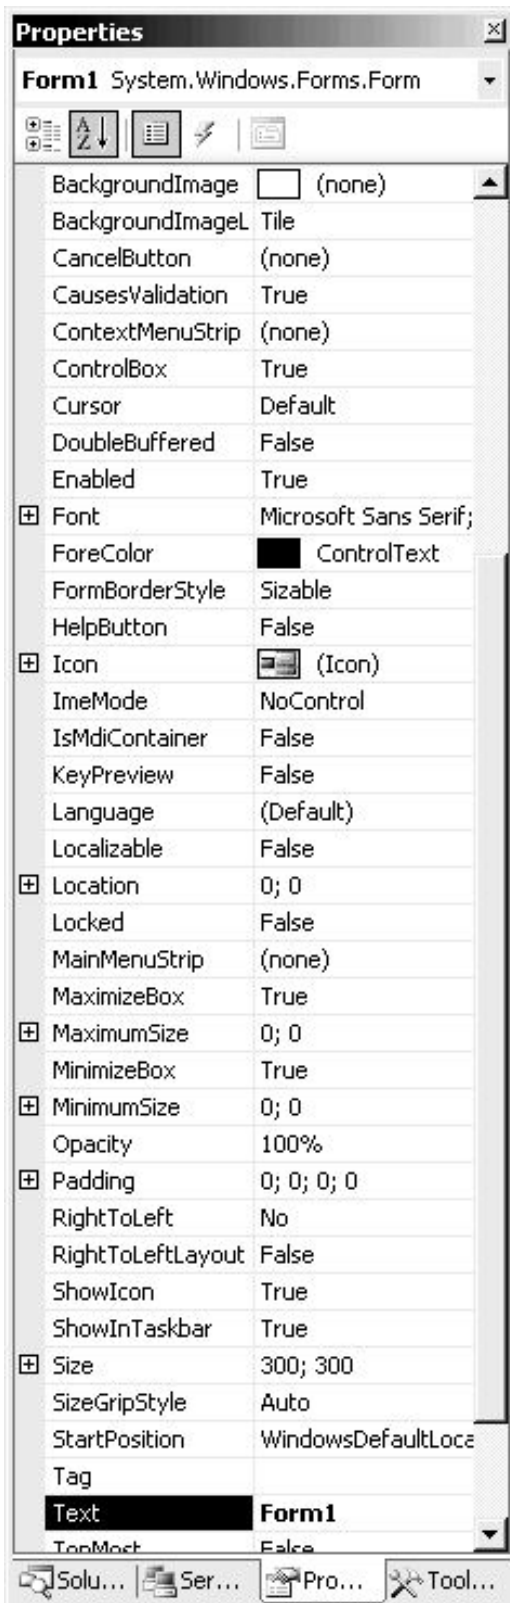 Properties
Form1 System.Windows.Forms.Form
BackgroundImage (none)
BackgroundImageL Tile
CancelButton (none)
CausesValidation True
ContextMenuStrip (none)
ControlBox True
Cursor Default
DoubleBuffered False
Enabled True
Font Microsoft Sans Serif;
ForeColor ControlText
FormBorderStyle Sizable
HelpButton False
Icon (Icon)
ImeMode NoControl
IsMdiContainer False
KeyPreview False
Language (Default)
Localizable False
Location 0; 0
Locked False
MainMenuStrip (none)
MaximizeBox True
MaximumSize 0; 0
MinimizeBox True
MinimumSize 0; 0
Opacity 100%
Padding 0; 0; 0; 0
RightToLeft No
RightToLeftLayout False
ShowIcon True
ShowInTaskbar True
Size 300; 300
SizeGripStyle Auto
StartPosition WindowsDefaultLoca
Tag
Text Form1
TopMost False
Solu... Ser... Pro... Tool...